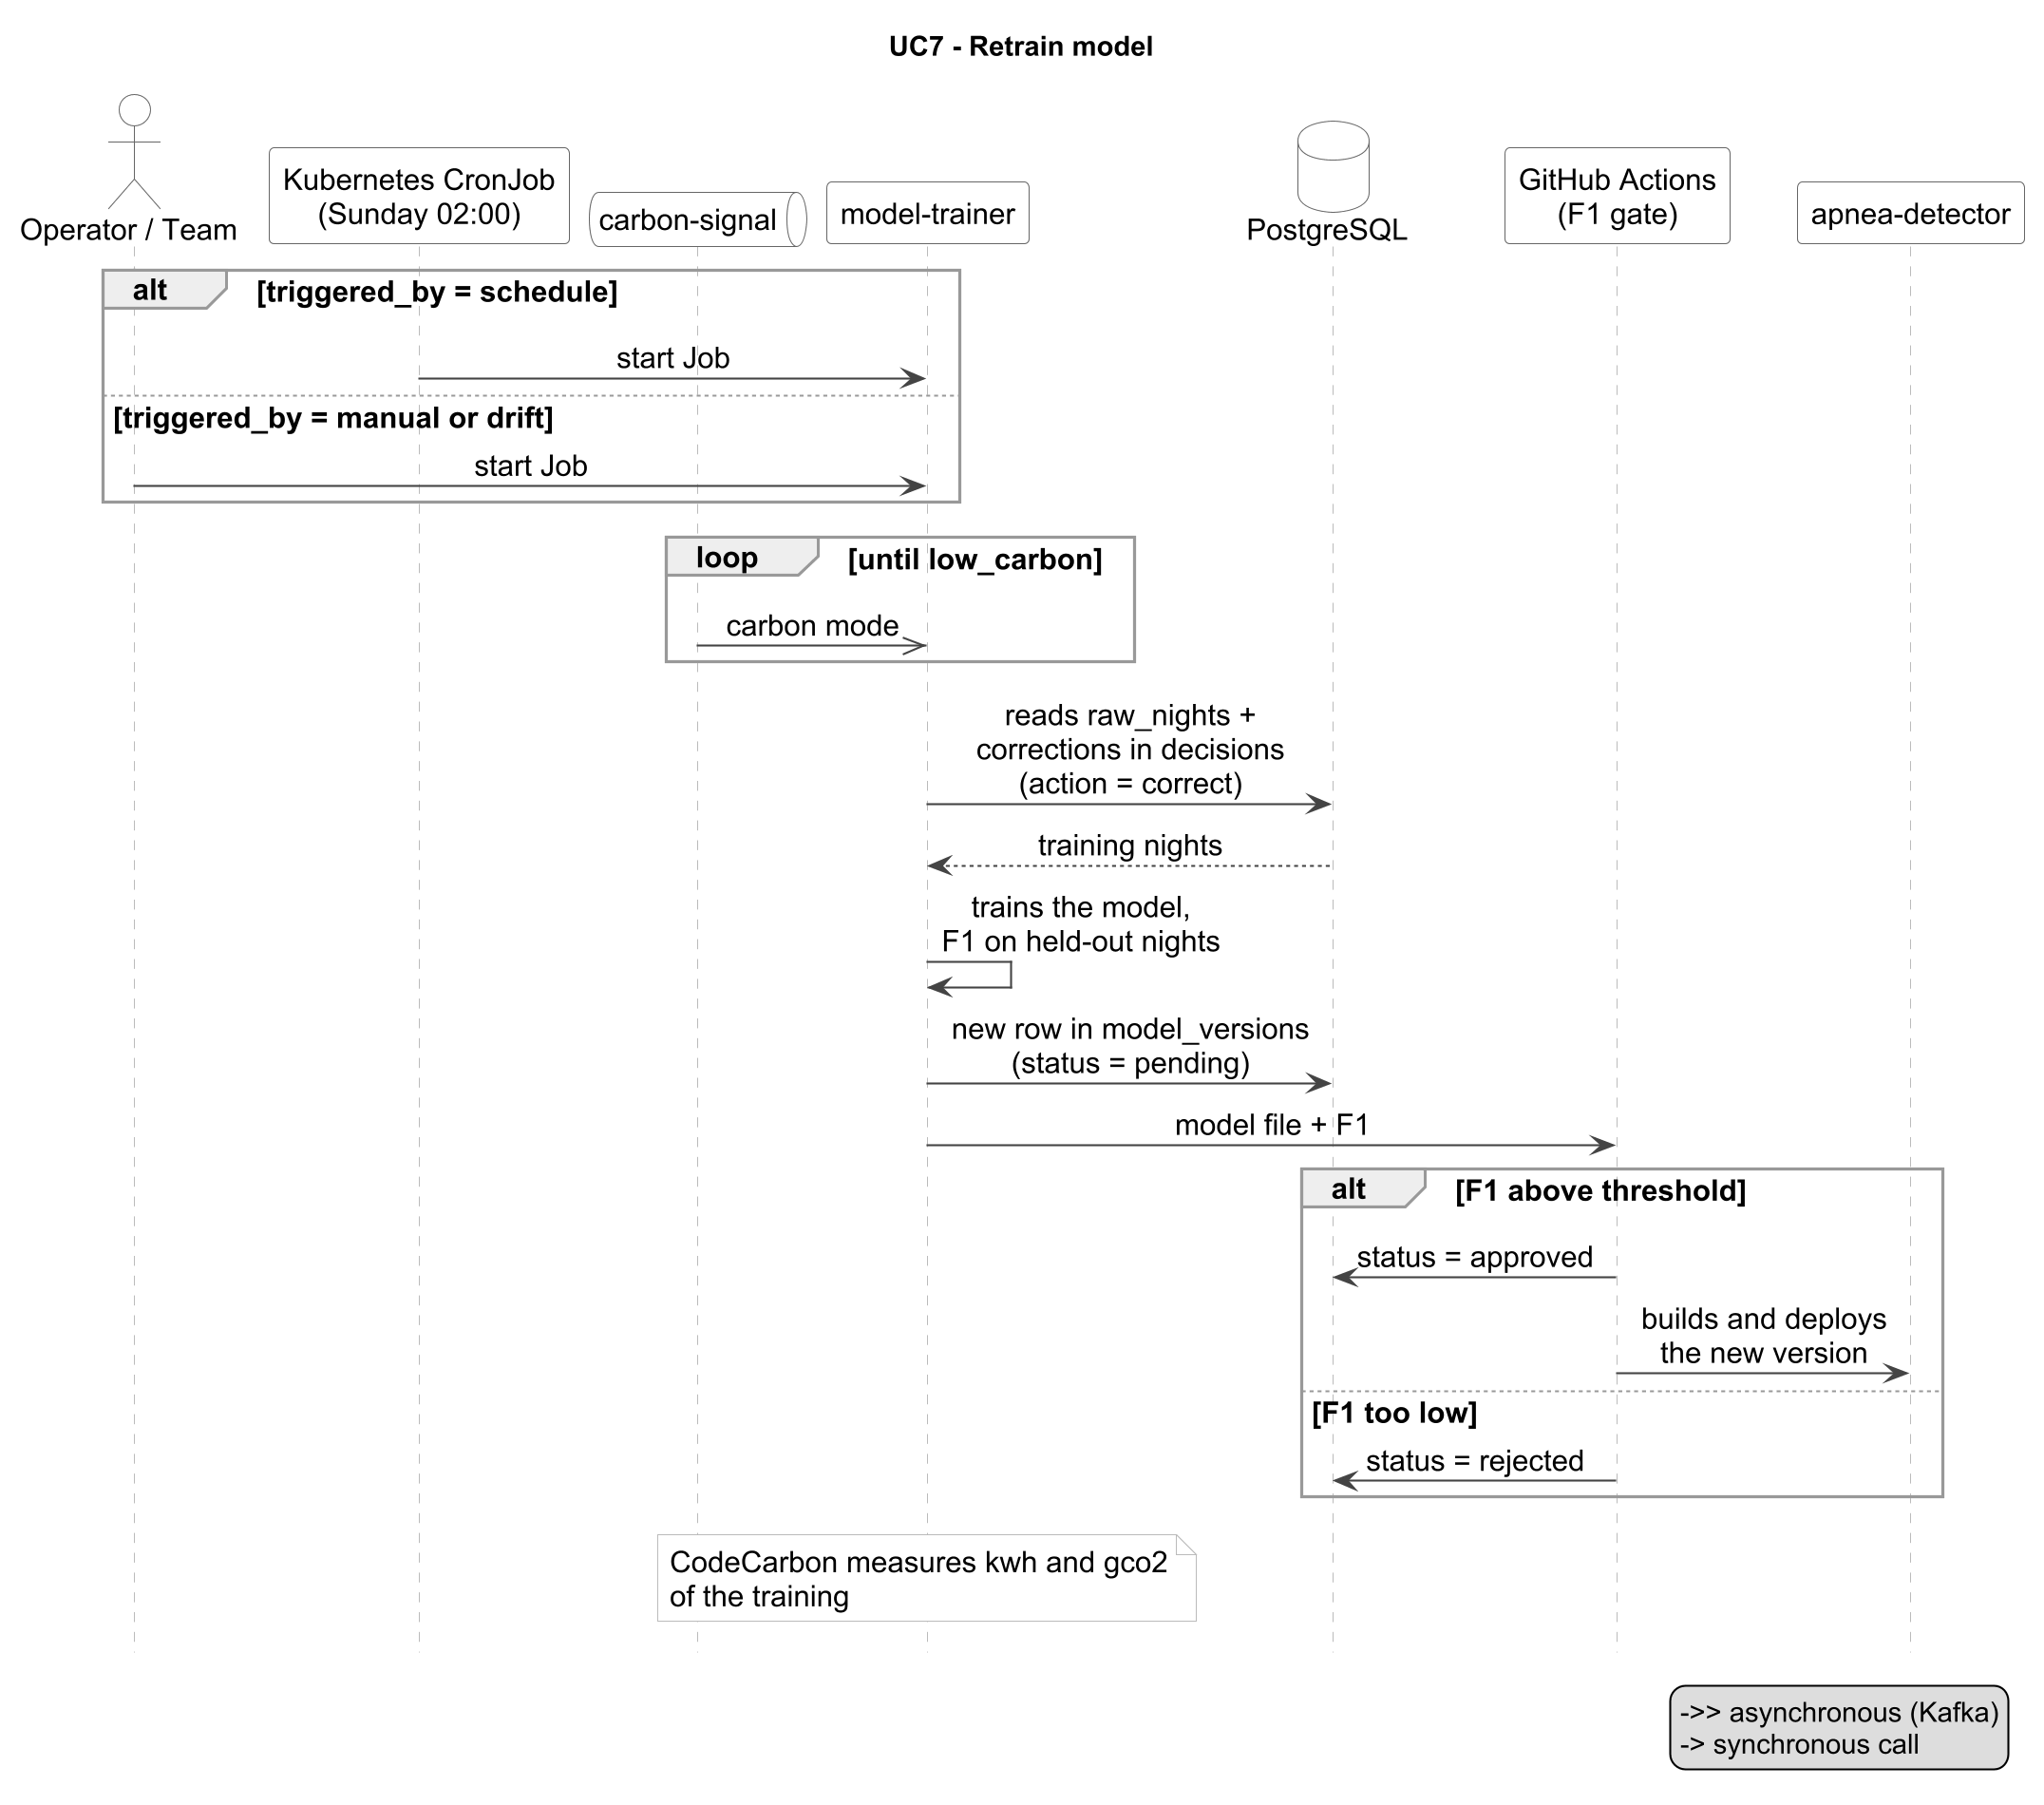 UC7 - Retrain model
Operator / Team
Kubernetes CronJob
(Sunday 02:00)
carbon-signal
model-trainer
PostgreSQL
GitHub Actions
(F1 gate)
apnea-detector
alt
[triggered_by = schedule]
start Job
[triggered_by = manual or drift]
start Job
loop
[until low_carbon]
carbon mode
reads raw_nights +
corrections in decisions
(action = correct)
training nights
trains the model,
F1 on held-out nights
new row in model_versions
(status = pending)
model file + F1
alt
[F1 above threshold]
status = approved
builds and deploys
the new version
[F1 too low]
status = rejected
CodeCarbon measures kwh and gco2
of the training
->> asynchronous (Kafka)
-> synchronous call